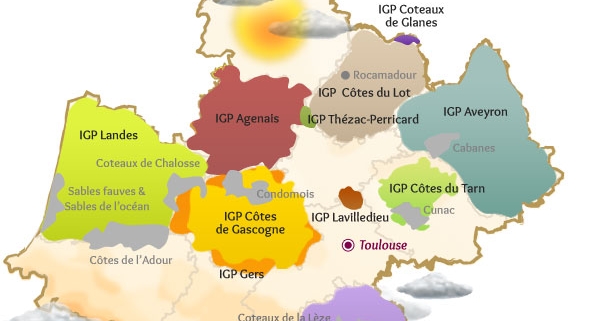 IGP Coteaux
de Glanes
Rocamadour
IGP Côtes du Lot
IGP Agenais
IGP Thézac-Perricard
IGP Aveyron
IGP Landes
Cabanes
Coteaux de Chalosse
Sables fauves &
Sables de l'océan
Condomois
IGP Côtes du Tarn
IGP Côtes
de Gascogne
IGP Lavilledieu
Cunac
Toulouse
Côtes de l'Adour
IGP Gers
Coteaux de la Lèze